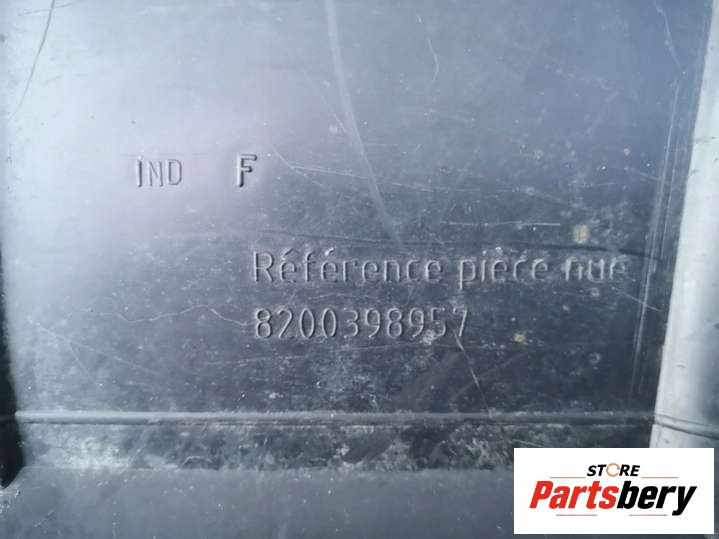 IND F
Référence pièce nue
8200398957
STORE
Partsbery